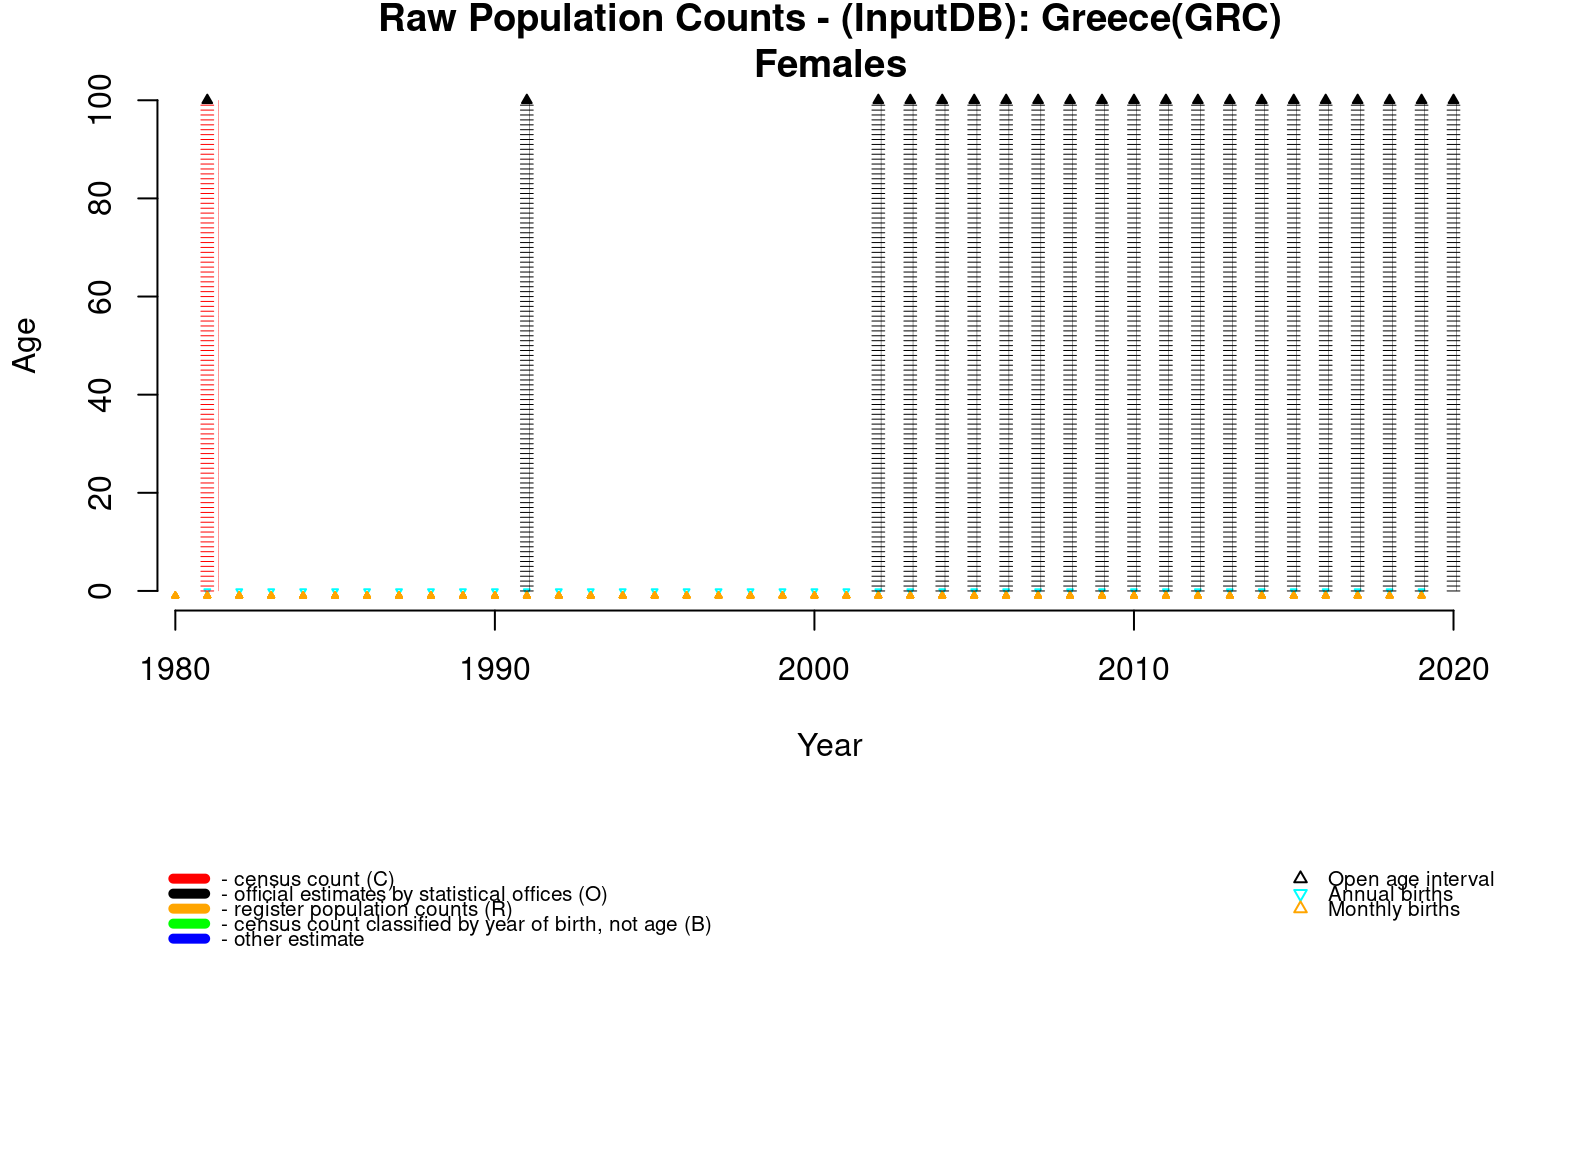 Raw Population Counts - (InputDB): Greece(GRC)
Females
Age
100
80
60
40
20
0
1980 1990 2000 2010 2020
Year
- census count (C)
- official estimates by statistical offices (O)
- register population counts (R)
- census count classified by year of birth, not age (B)
- other estimate
Open age interval
Annual births
Monthly births